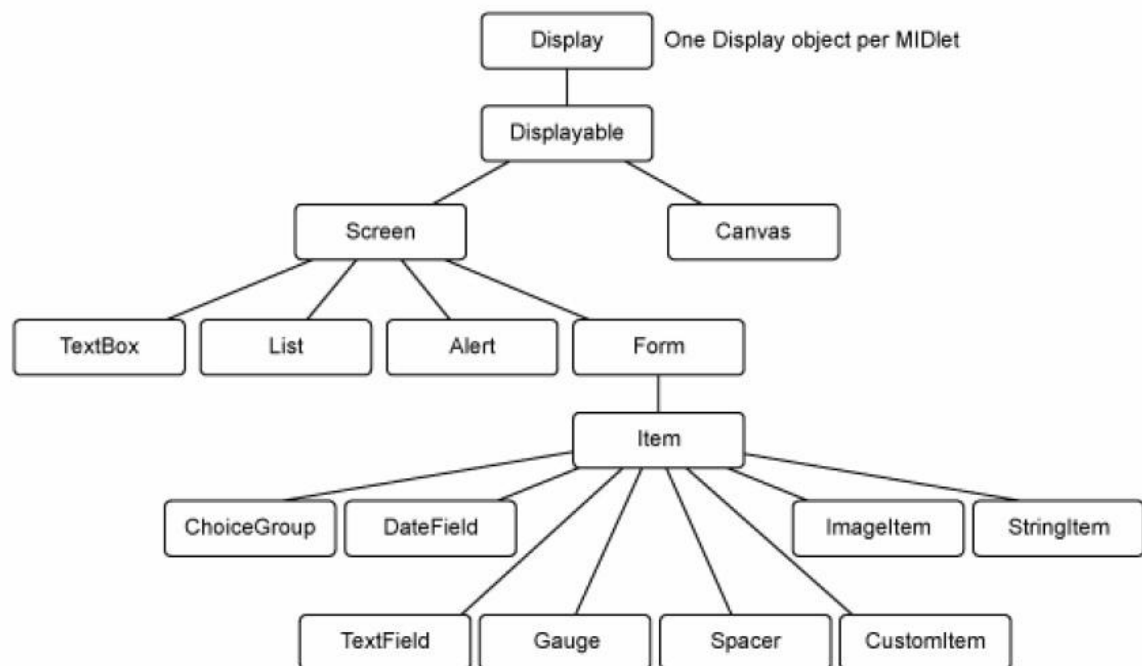 Display
One Display object per MIDlet
Displayable
Screen
Canvas
TextBox
List
Alert
Form
Item
ChoiceGroup
DateField
ImageItem
StringItem
TextField
Gauge
Spacer
CustomItem